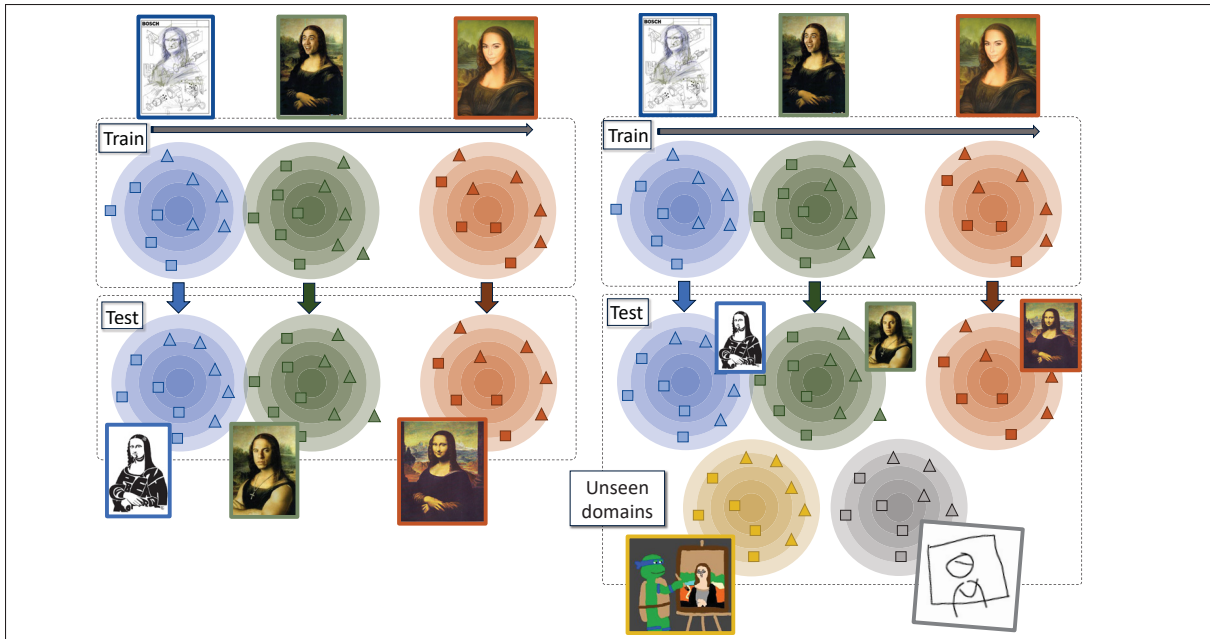 BOSCH
BOSCH
Train
Train
Test
Test
Unseen
domains